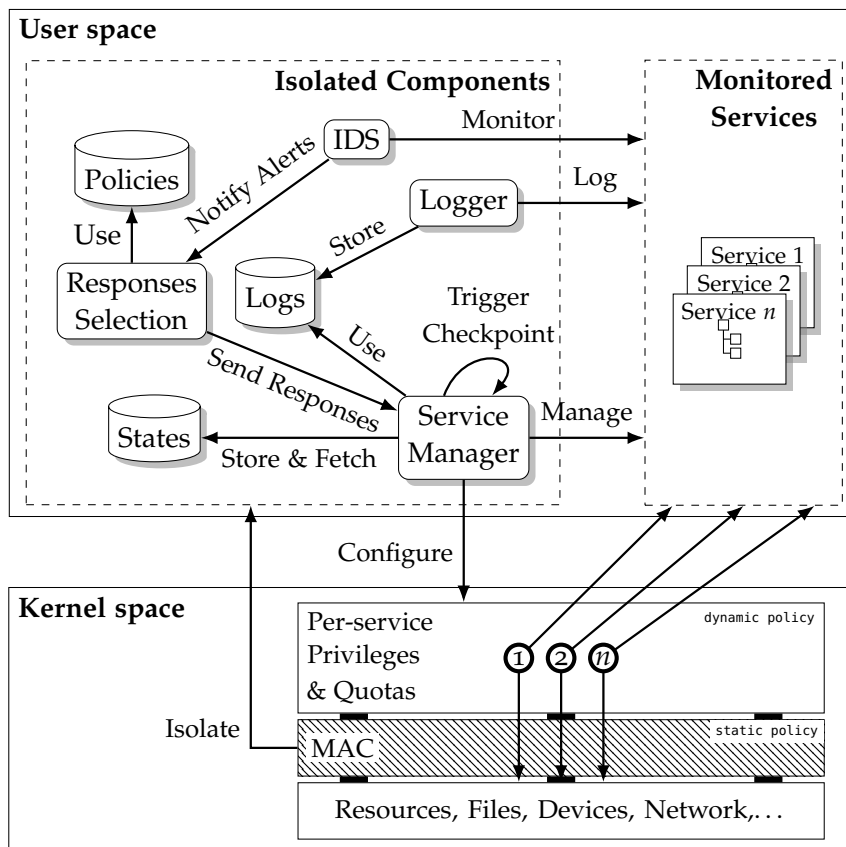 User space
Isolated Components
Monitored
Services
IDS
Monitor
Policies
Notify Alerts
Logger
Log
Use
Store
Responses
Selection
Logs
Trigger
Checkpoint
Service 1
Service 2
Service n
Use
Send Responses
States
Service
Manager
Manage
Store & Fetch
Configure
Kernel space
Per-service
Privileges
& Quotas
dynamic policy
1
2
n
Isolate
MAC
static policy
Resources, Files, Devices, Network,...